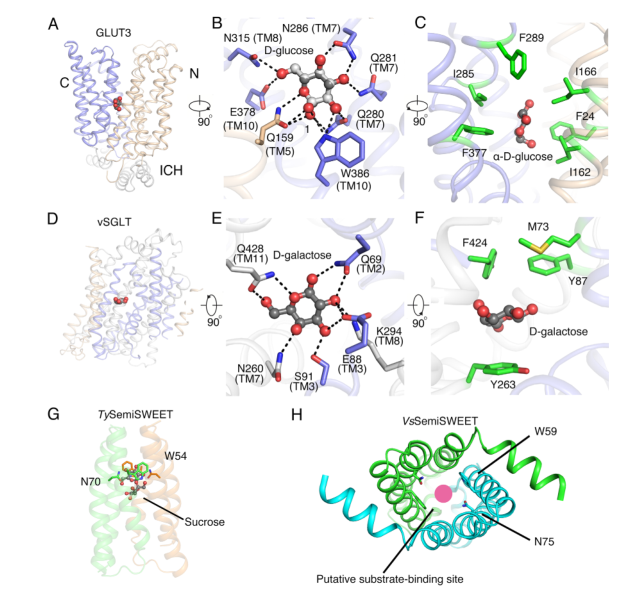 A
GLUT3
C
N
ICH
90°
B
N286 (TM7)
N315 (TM8)
D-glucose
Q281
(TM7)
E378
(TM10)
Q280
(TM7)
1
Q159
(TM5)
W386
(TM10)
90°
C
F289
I285
I166
F24
F377
α-D-glucose
I162
D
vSGLT
90°
E
Q428
(TM11)
D-galactose
Q69
(TM2)
K294
(TM8)
E88
(TM3)
N260
(TM7)
S91
(TM3)
90°
F
M73
F424
Y87
D-galactose
Y263
G
TySemiSWEET
W54
N70
Sucrose
H
VsSemiSWEET
W59
N75
Putative substrate-binding site